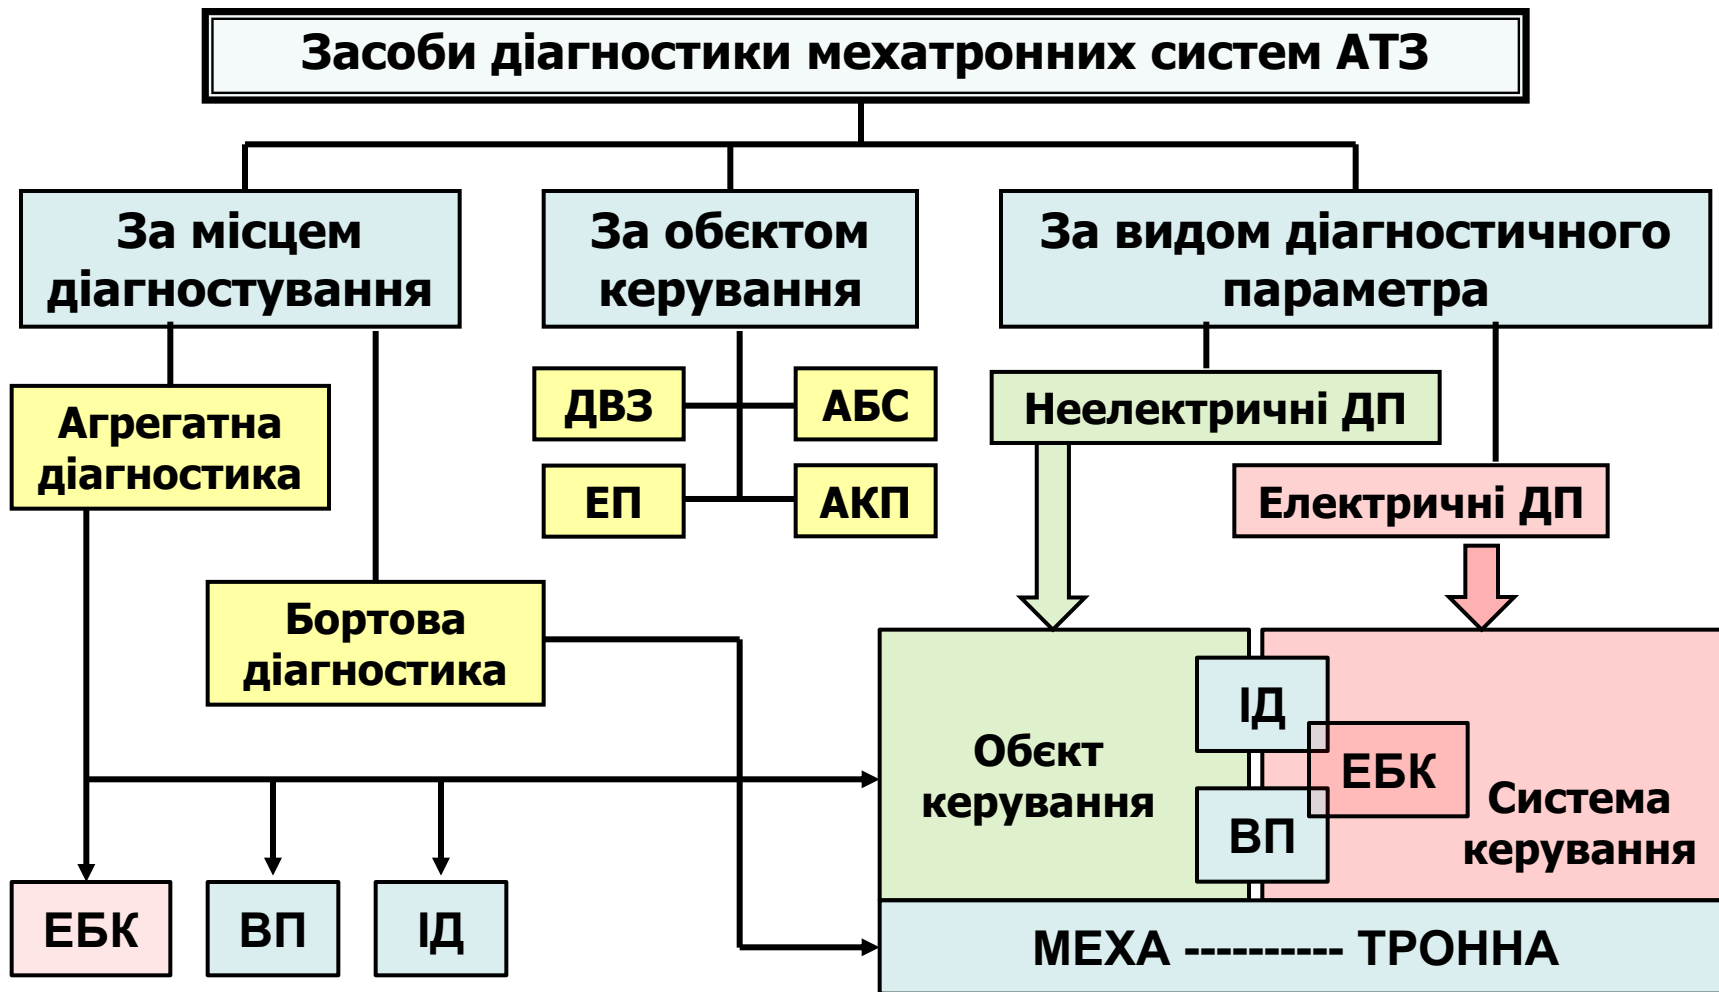 Засоби діагностики мехатронних систем АТЗ
За місцем
діагностування
За обєктом
керування
За видом діагностичного
параметра
Агрегатна
діагностика
ДВЗ
АБС
ЕП
АКП
Неелектричні ДП
Електричні ДП
Бортова
діагностика
Обєкт
керування
ІД
ЕБК
ВП
Система
керування
ЕБК
ВП
ІД
МЕХА ---------- ТРОННА